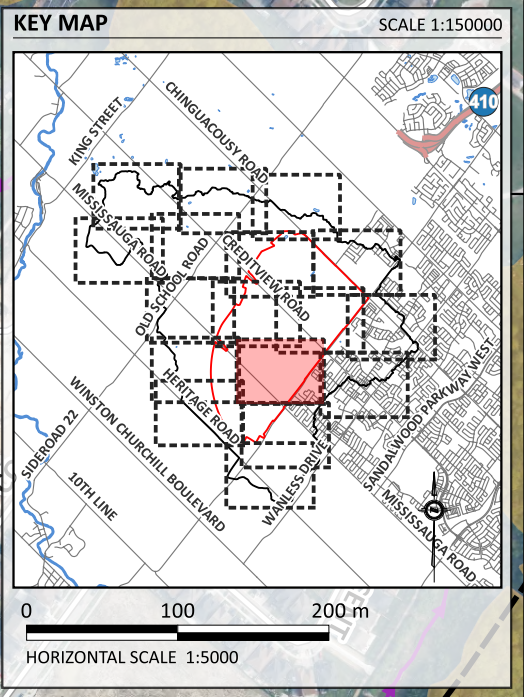 KEY MAP
SCALE 1:150000
410
CHINGUACOUSY ROAD
KING STREET
MISSISSAUGA ROAD
CREDITVIEW ROAD
OLD SCHOOL ROAD
HERITAGE ROAD
WINSTON CHURCHILL BOULEVARD
SIDEROAD 22
10TH LINE
WANLESS DRIVE
SANDALWOOD PARKWAY WEST
MISSISSAUGA ROAD
N
0 100 200 m
HORIZONTAL SCALE 1:5000